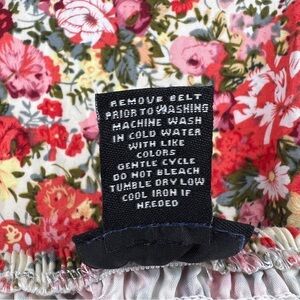 REMOVE BELT
PRIOR TO WASHING
MACHINE WASH
IN COLD WATER
WITH LIKE
COLORS
GENTLE CYCLE
DO NOT BLEACH
TUMBLE DRY LOW
COOL IRON IF
NEEDED